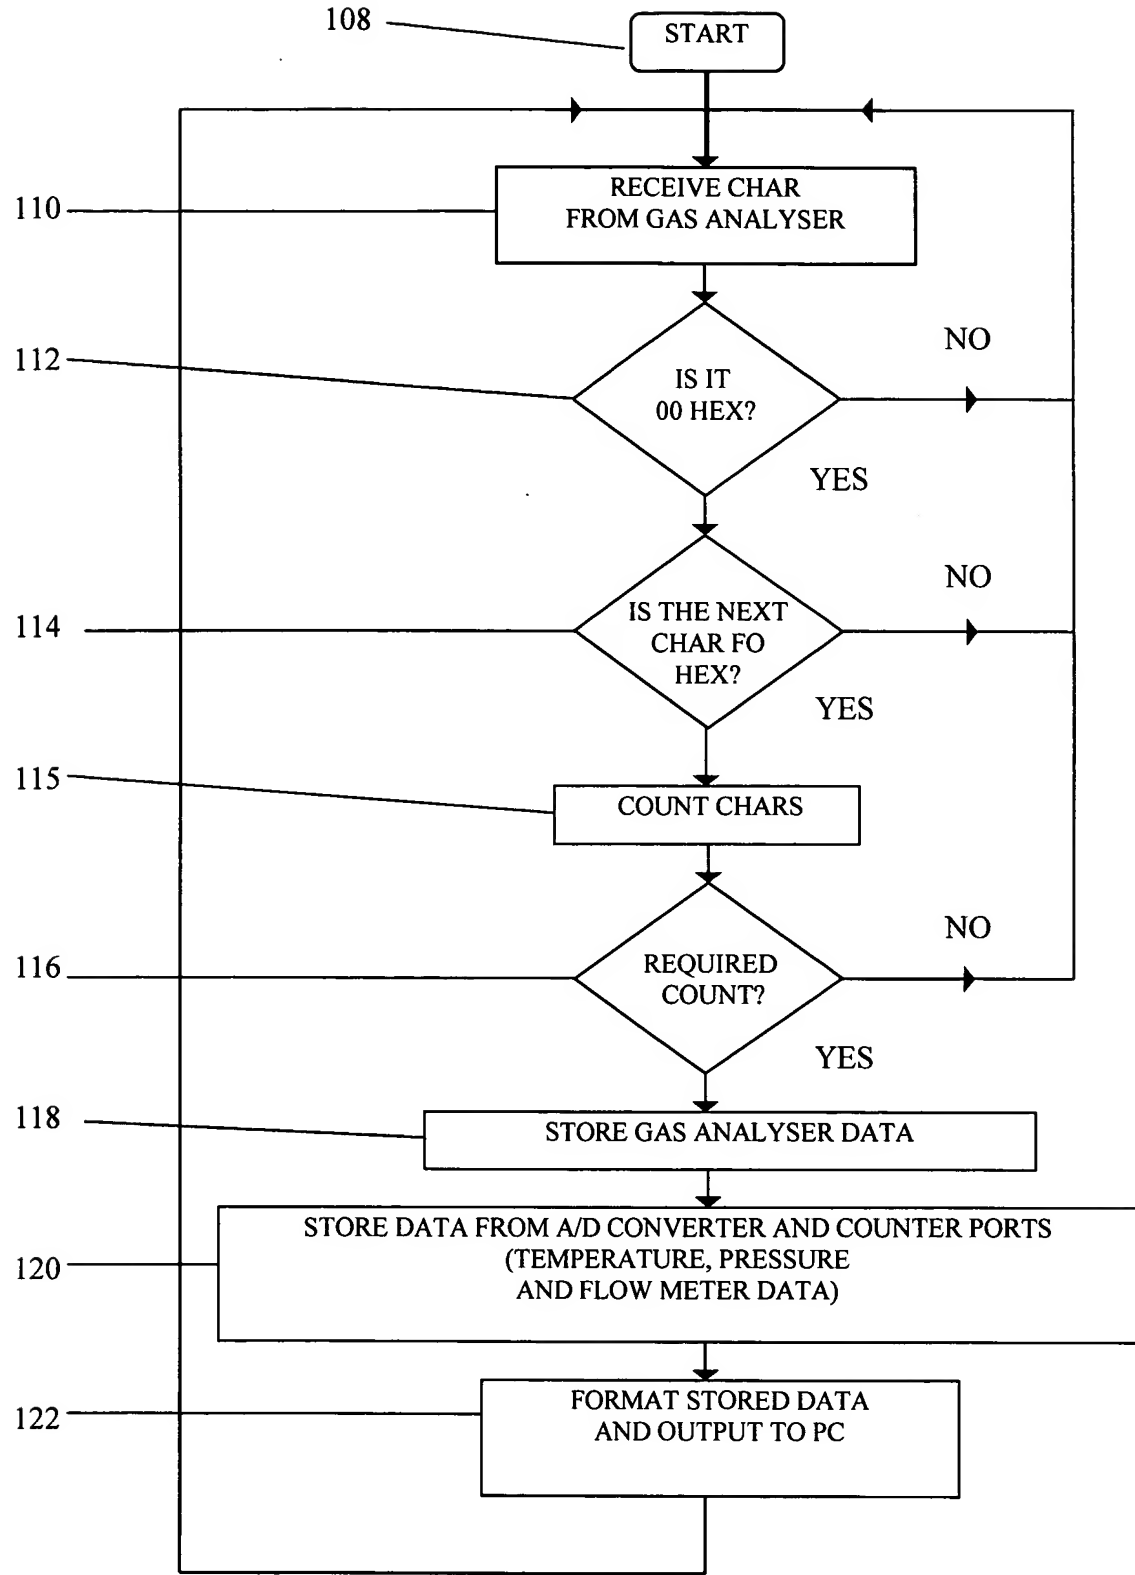 108
START
110
RECEIVE CHAR
FROM GAS ANALYSER
112
IS IT
00 HEX?
NO
YES
114
IS THE NEXT
CHAR FO
HEX?
NO
YES
115
COUNT CHARS
116
REQUIRED
COUNT?
NO
YES
118
STORE GAS ANALYSER DATA
120
STORE DATA FROM A/D CONVERTER AND COUNTER PORTS
(TEMPERATURE, PRESSURE
AND FLOW METER DATA)
122
FORMAT STORED DATA
AND OUTPUT TO PC